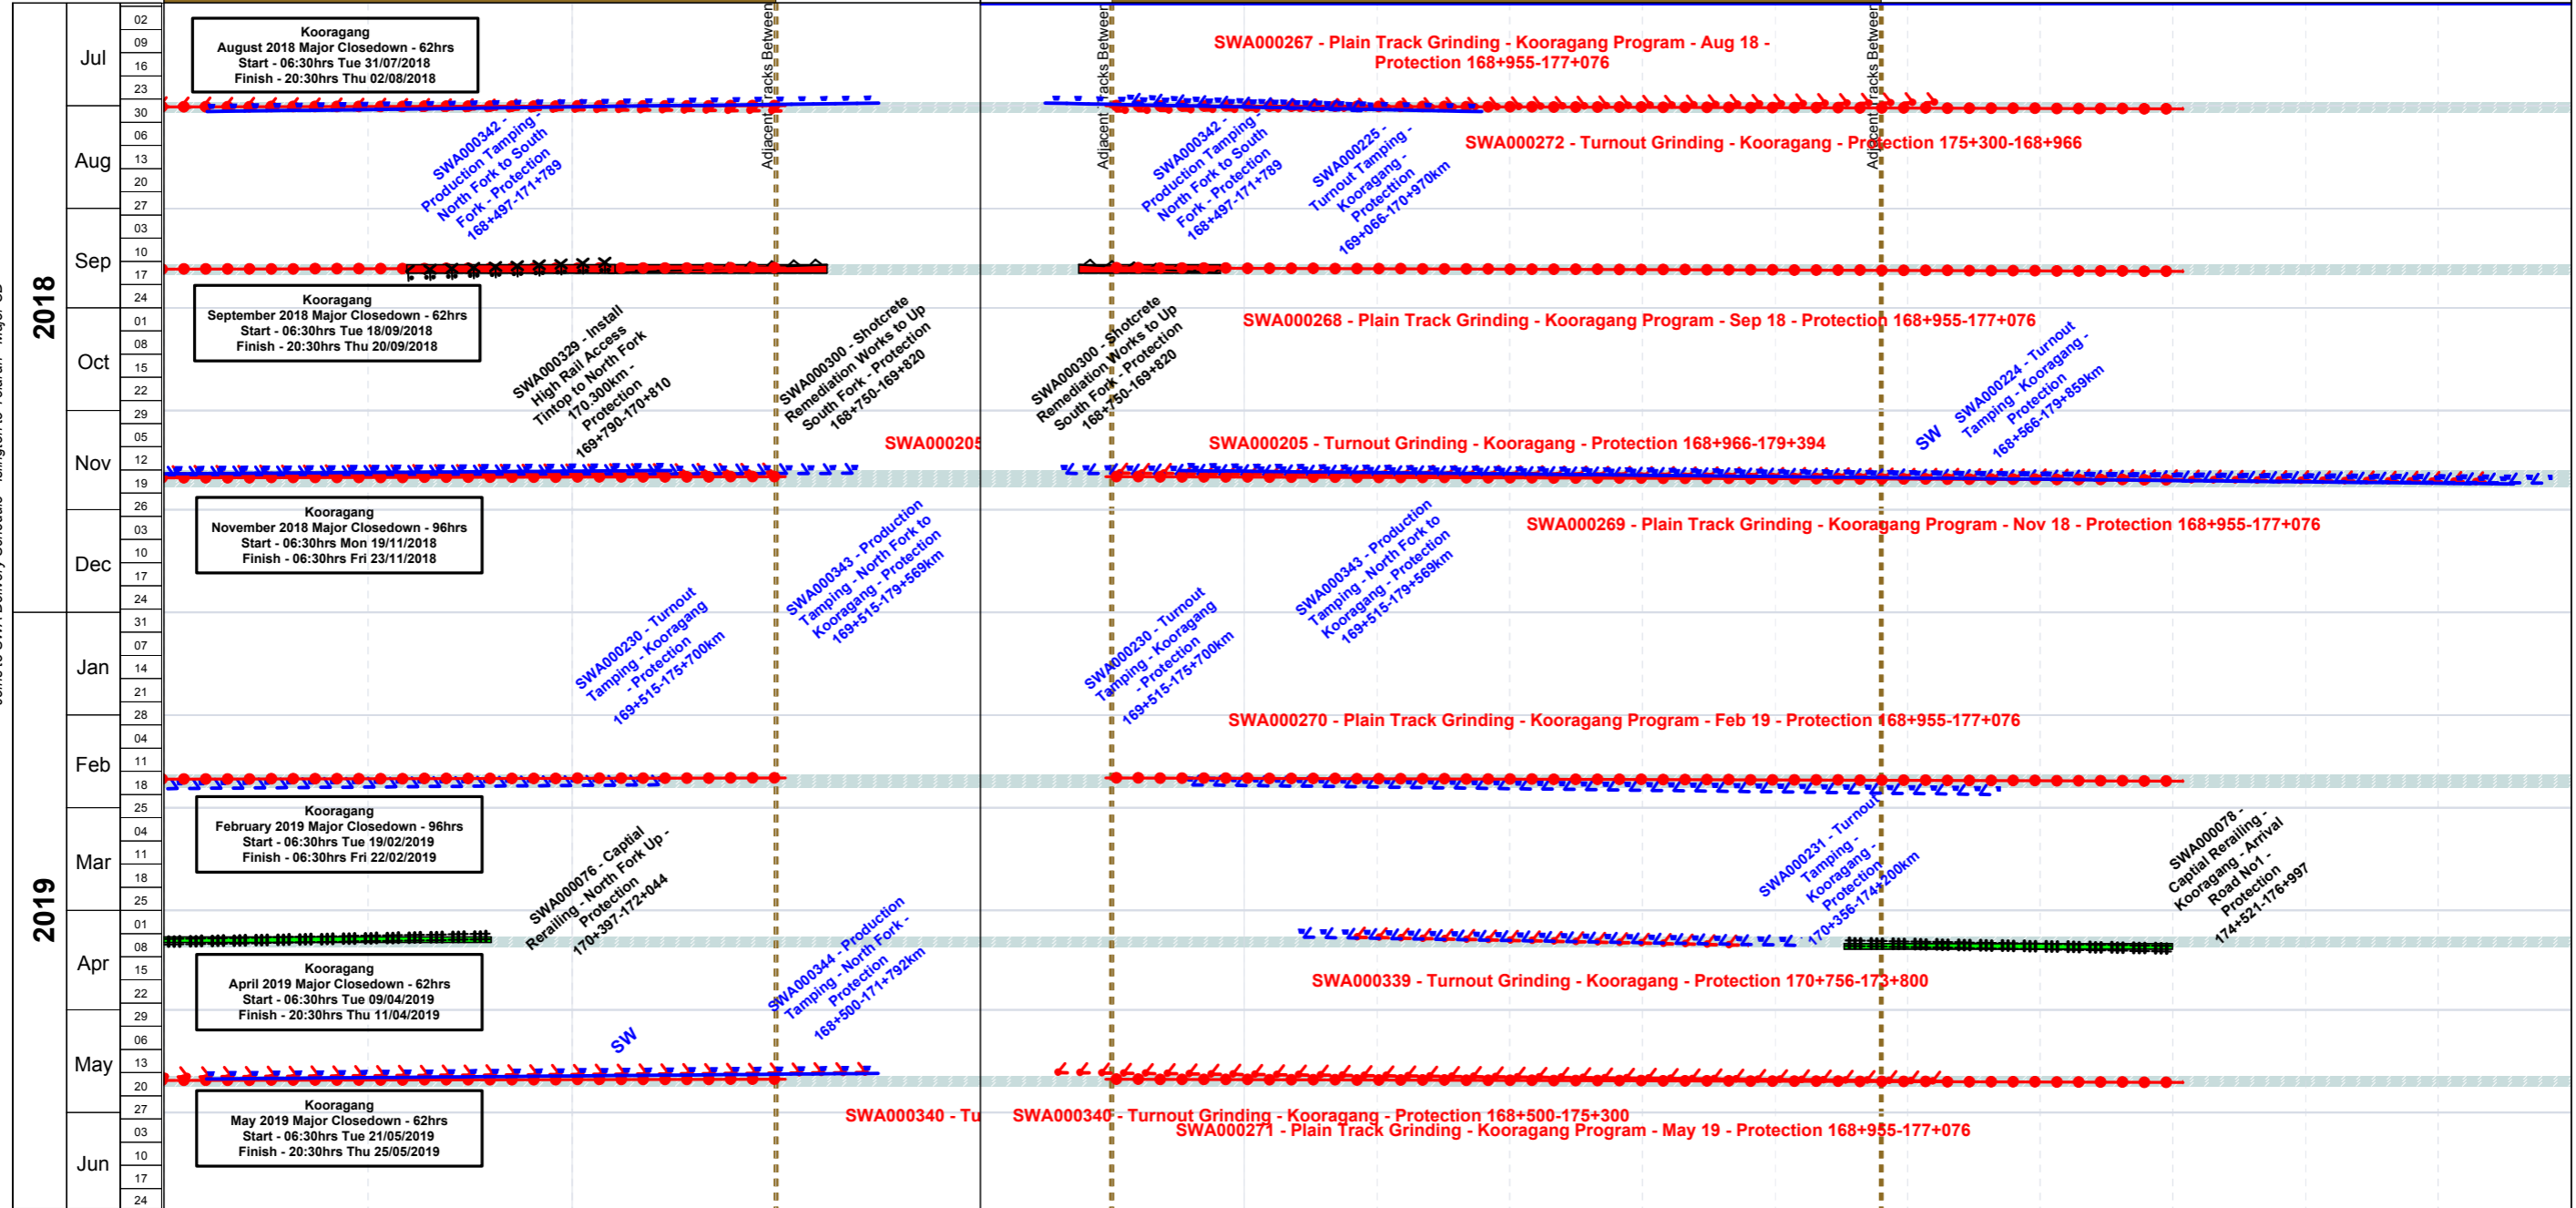 2018
2019
Jul
Aug
Sep
Oct
Nov
Dec
Jan
Feb
Mar
Apr
May
Jun
02
09
16
23
30
06
13
20
27
03
10
17
24
01
08
15
22
29
05
12
19
26
03
10
17
24
31
07
14
21
28
04
11
18
25
04
11
18
25
01
08
15
22
29
06
13
20
27
03
10
17
24
Kooragang
August 2018 Major Closedown - 62hrs
Start - 06:30hrs Tue 31/07/2018
Finish - 20:30hrs Thu 02/08/2018
Adjacent Tracks Between
Adjacent Tracks Between
Adjacent Tracks Between
SWA000267 - Plain Track Grinding - Kooragang Program - Aug 18 -
Protection 168+955-177+076
SWA000342 -
Production Tamping -
North Fork to South
Fork - Protection
168+497-171+789
SWA000342 -
Production Tamping -
North Fork to South
Fork - Protection
168+497-171+789
SWA000225 -
Turnout Tamping -
Kooragang -
Protecttion
169+066-170+970km
SWA000272 - Turnout Grinding - Kooragang - Protection 175+300-168+966
Kooragang
September 2018 Major Closedown - 62hrs
Start - 06:30hrs Tue 18/09/2018
Finish - 20:30hrs Thu 20/09/2018
SWA000329 - Install
High Rail Access
Tintop to North Fork
170.300km -
Protection
169+790-170+810
SWA000300 - Shotcrete
Remediation Works to Up
South Fork - Protection
168+750-169+820
SWA000300 - Shotcrete
Remediation Works to Up
South Fork - Protection
168+750-169+820
SWA000268 - Plain Track Grinding - Kooragang Program - Sep 18 - Protection 168+955-177+076
SW
SWA000224 - Turnout
Tamping - Kooragang -
Protection
168+566-179+859km
SWA000205
SWA000205 - Turnout Grinding - Kooragang - Protection 168+966-179+394
Kooragang
November 2018 Major Closedown - 96hrs
Start - 06:30hrs Mon 19/11/2018
Finish - 06:30hrs Fri 23/11/2018
SWA000230 - Turnout
Tamping - Kooragang
- Protection
169+515-175+700km
SWA000343 - Production
Tamping - North Fork to
Kooragang - Protection
169+515-179+569km
SWA000230 - Turnout
Tamping - Kooragang
- Protection
169+515-175+700km
SWA000343 - Production
Tamping - North Fork to
Kooragang - Protection
169+515-179+569km
SWA000269 - Plain Track Grinding - Kooragang Program - Nov 18 - Protection 168+955-177+076
SWA000270 - Plain Track Grinding - Kooragang Program - Feb 19 - Protection 168+955-177+076
Kooragang
February 2019 Major Closedown - 96hrs
Start - 06:30hrs Tue 19/02/2019
Finish - 06:30hrs Fri 22/02/2019
SWA000076 - Captial
Rerailing - North Fork Up -
Protection
170+397-172+044
SWA000231 - Turnout
Tamping -
Kooragang -
Protection
170+356-174+200km
SWA000078 -
Captial Rerailing -
Kooragang - Arrival
Road No1 -
Protection
174+521-176+997
Kooragang
April 2019 Major Closedown - 62hrs
Start - 06:30hrs Tue 09/04/2019
Finish - 20:30hrs Thu 11/04/2019
SW
SWA000344 - Production
Tamping - North Fork -
Protection
168+500-171+792km
SWA000339 - Turnout Grinding - Kooragang - Protection 170+756-173+800
Kooragang
May 2019 Major Closedown - 62hrs
Start - 06:30hrs Tue 21/05/2019
Finish - 20:30hrs Thu 25/05/2019
SWA000340 - Tu
SWA000340 - Turnout Grinding - Kooragang - Protection 168+500-175+300
SWA000271 - Plain Track Grinding - Kooragang Program - May 19 - Protection 168+955-177+076